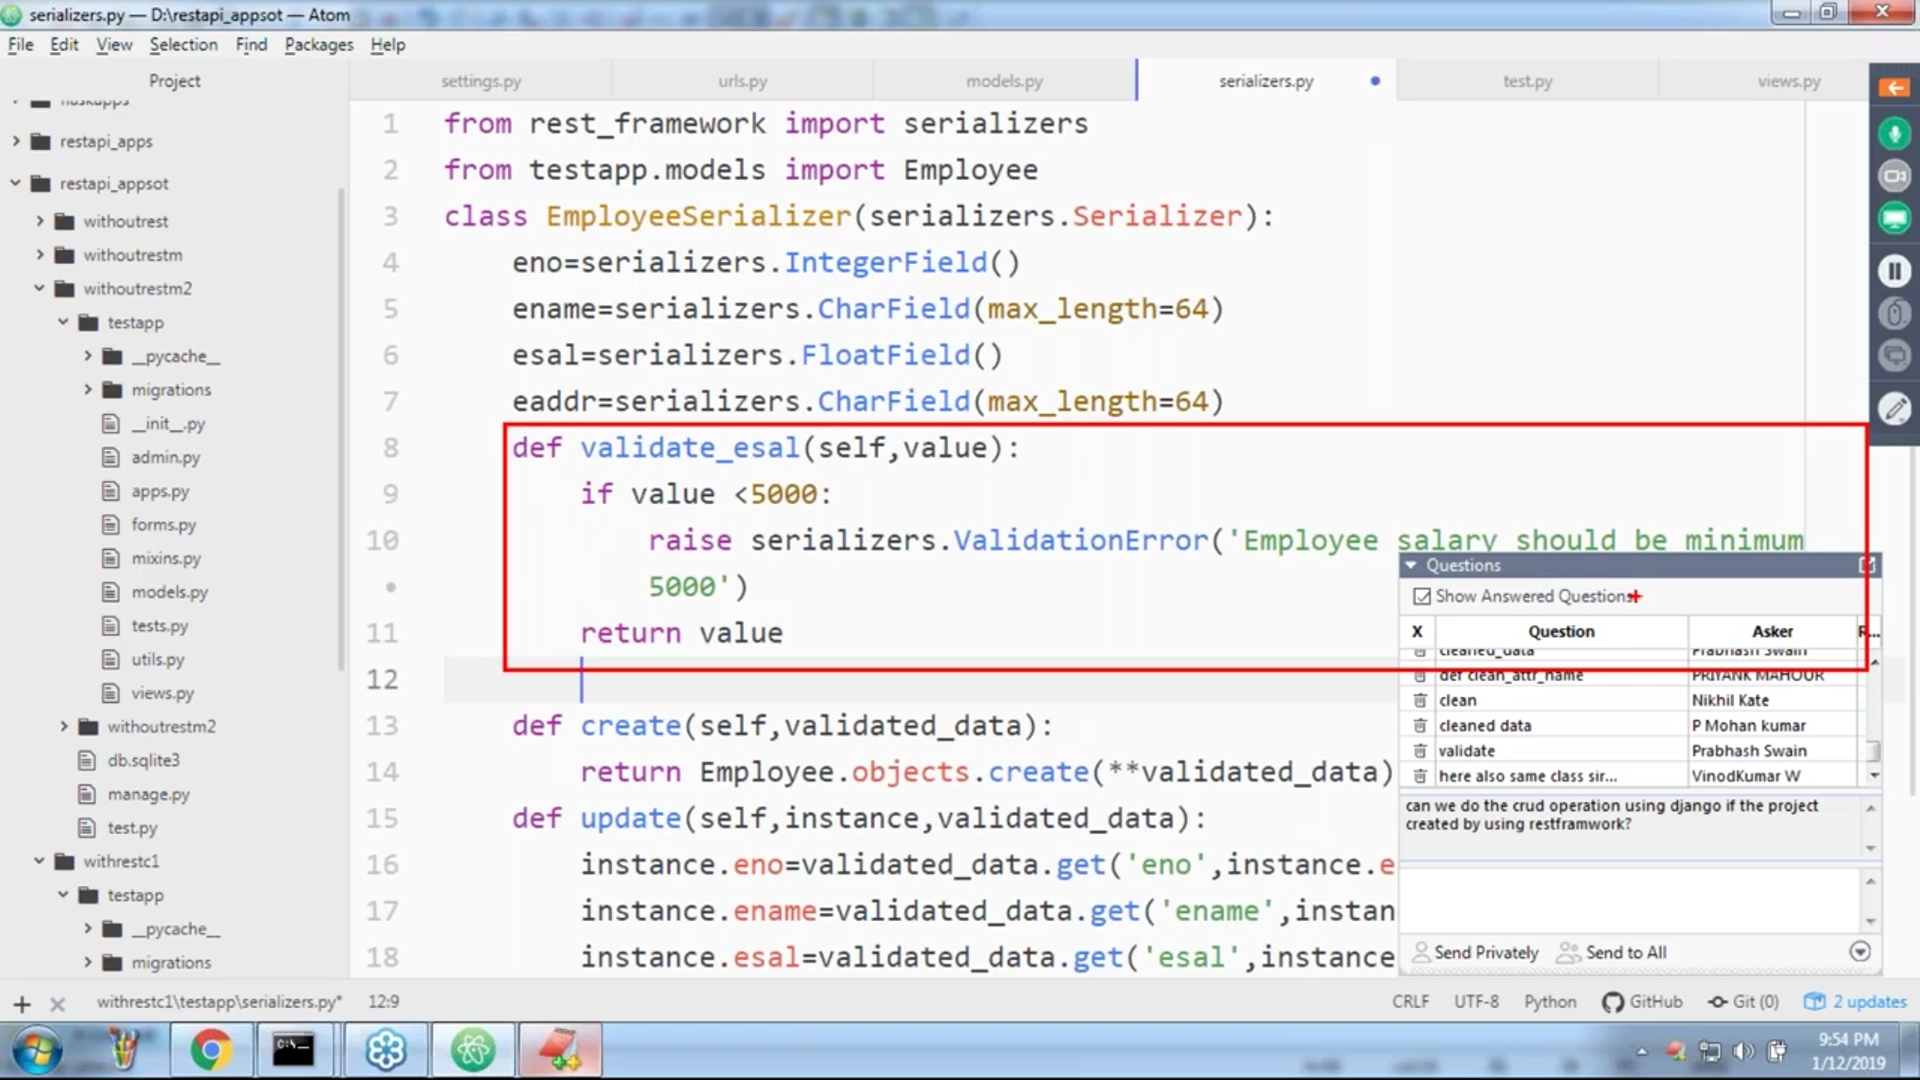 serializers.py — D:\restapi_appsot — Atom
File Edit View Selection Find Packages Help
Project
settings.py
urls.py
models.py
serializers.py
test.py
views.py
restapi_apps
restapi_appsot
withoutrest
withoutrestm
withoutrestm2
testapp
__pycache__
migrations
__init__.py
admin.py
apps.py
forms.py
mixins.py
models.py
tests.py
utils.py
views.py
withoutrestm2
db.sqlite3
manage.py
test.py
withrestc1
testapp
__pycache__
migrations
1 from rest_framework import serializers
2 from testapp.models import Employee
3 class EmployeeSerializer(serializers.Serializer):
4 eno=serializers.IntegerField()
5 ename=serializers.CharField(max_length=64)
6 esal=serializers.FloatField()
7 eaddr=serializers.CharField(max_length=64)
8 def validate_esal(self,value):
9 if value <5000:
10 raise serializers.ValidationError('Employee salary should be minimum
• 5000')
11 return value
12
13 def create(self,validated_data):
14 return Employee.objects.create(**validated_data)
15 def update(self,instance,validated_data):
16 instance.eno=validated_data.get('eno',instance.e
17 instance.ename=validated_data.get('ename',instan
18 instance.esal=validated_data.get('esal',instance
Questions
Show Answered Questions
X Question Asker R...
cleaned_data Prabhash Swain
def clean_attr_name PRIYANK MAHOUR
clean Nikhil Kate
cleaned data P Mohan kumar
validate Prabhash Swain
here also same class sir... VinodKumar W
can we do the crud operation using django if the project
created by using restframwork?
Send Privately Send to All
withrestc1\testapp\serializers.py* 12:9
CRLF UTF-8 Python GitHub Git (0) 2 updates
C:\_
9:54 PM
1/12/2019